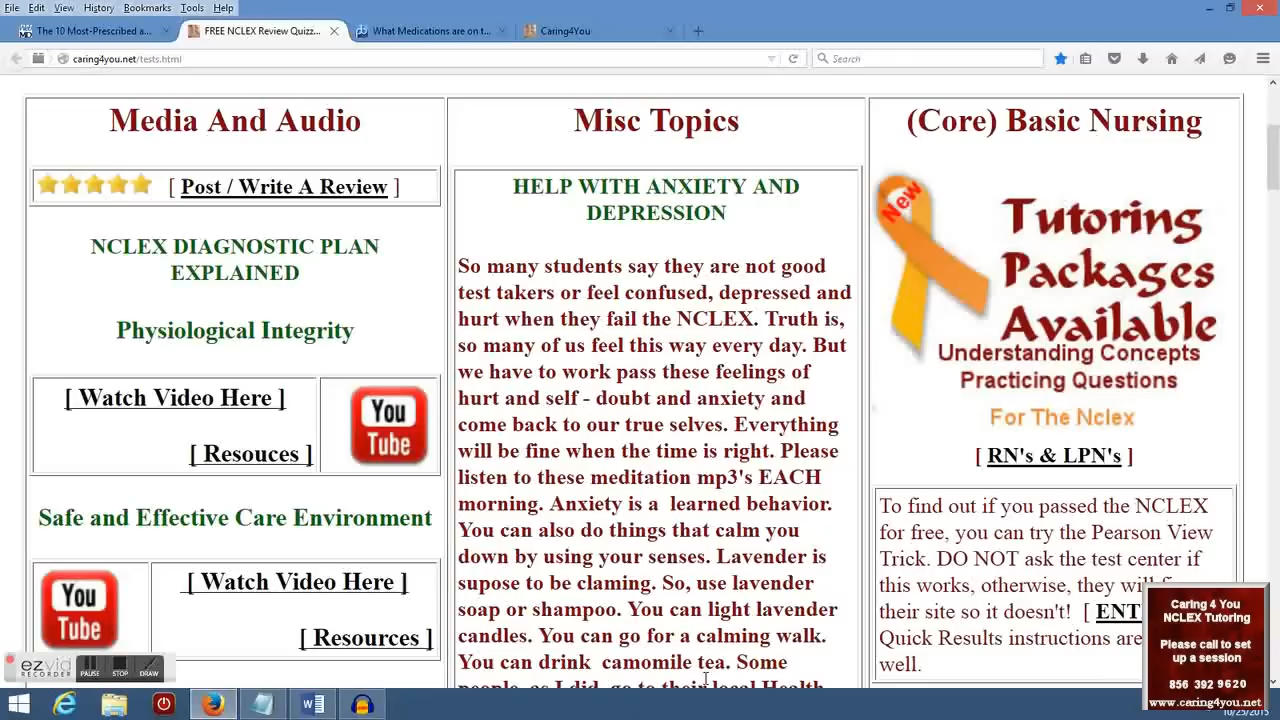 File Edit View History Bookmarks Tools Help
The 10 Most-Prescribed a...
FREE NCLEX Review Quizz...
What Medications are on t...
Caring4You
caring4you.net/tests.html
Search
Media And Audio
[ Post / Write A Review ]
NCLEX DIAGNOSTIC PLAN
EXPLAINED
Physiological Integrity
[ Watch Video Here ]
[ Resouces ]
You
Tube
Safe and Effective Care Environment
You
Tube
[ Watch Video Here ]
[ Resources ]
Misc Topics
HELP WITH ANXIETY AND
DEPRESSION
So many students say they are not good
test takers or feel confused, depressed and
hurt when they fail the NCLEX. Truth is,
so many of us feel this way every day. But
we have to work pass these feelings of
hurt and self - doubt and anxiety and
come back to our true selves. Everything
will be fine when the time is right. Please
listen to these meditation mp3's EACH
morning. Anxiety is a learned behavior.
You can also do things that calm you
down by using your senses. Lavender is
supose to be claming. So, use lavender
soap or shampoo. You can light lavender
candles. You can go for a calming walk.
You can drink camomile tea. Some
people, as I did, go to their local Health
(Core) Basic Nursing
New
Tutoring
Packages
Available
Understanding Concepts
Practicing Questions
For The Nclex
[ RN's & LPN's ]
To find out if you passed the NCLEX
for free, you can try the Pearson View
Trick. DO NOT ask the test center if
this works, otherwise, they will
their site so it doesn't! [ ENT
Quick Results instructions are
well.
Caring 4 You
NCLEX Tutoring
Please call to set
up a session
856 392 9620
www.caring4you.net
ezvid
RECORDER
PAUSE STOP DRAW
10/25/2015